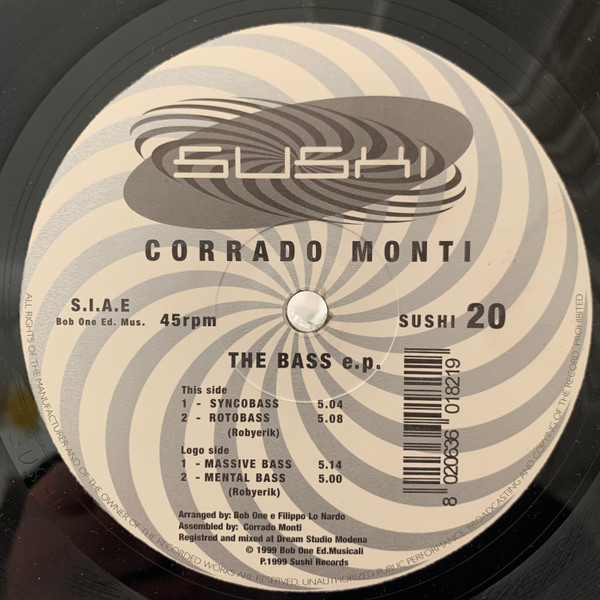 SUSHI
CORRADO MONTI
S.I.A.E
Bob One Ed. Mus.
45rpm
SUSHI 20
THE BASS e.p.
This side
1 - SYNCOBASS 5.04
2 - ROTOBASS 5.08
(Robyerik)
Logo side
1 - MASSIVE BASS 5.14
2 - MENTAL BASS 5.00
(Robyerik)
8 020636 018219
Arranged by: Bob One e Filippo Lo Nardo
Assembled by: Corrado Monti
Registred and mixed at Dream Studio Modena
© 1999 Bob One Ed.Musicali
P.1999 Sushi Records
ALL RIGHTS OF THE MANUFACTURER AND OF THE OWNER OF THE RECORDED WORKS ARE RESERVED. UNAUTHORIZED PUBLIC PERFORMANCE, BROADCASTING AND COPYING OF THE RECORD PROHIBITED